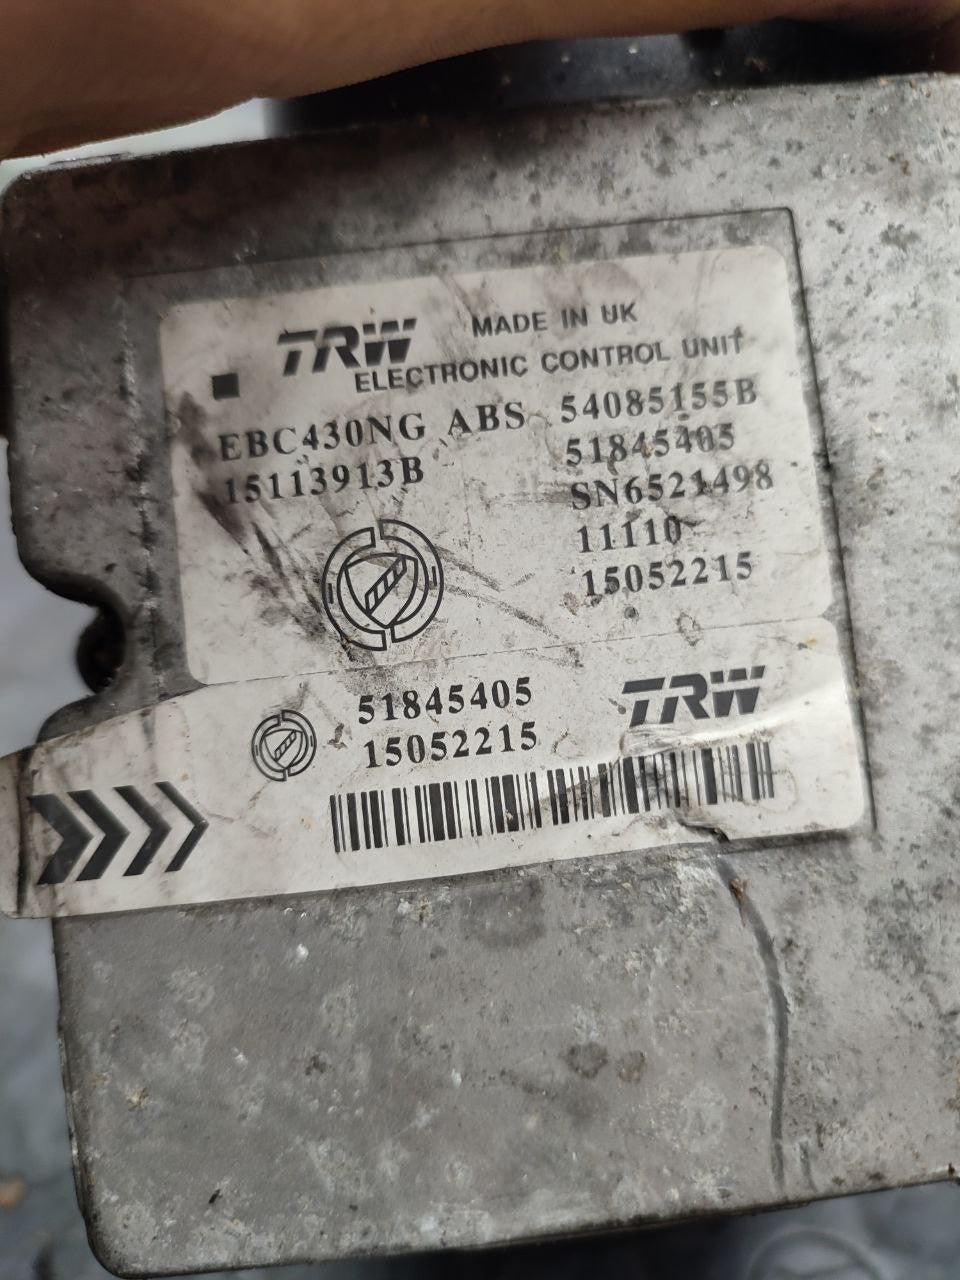 TRW MADE IN UK
ELECTRONIC CONTROL UNIT
EBC430NG ABS 54085155B
15113913B 51845405
SN6521498
11110
15052215
51845405 TRW
15052215